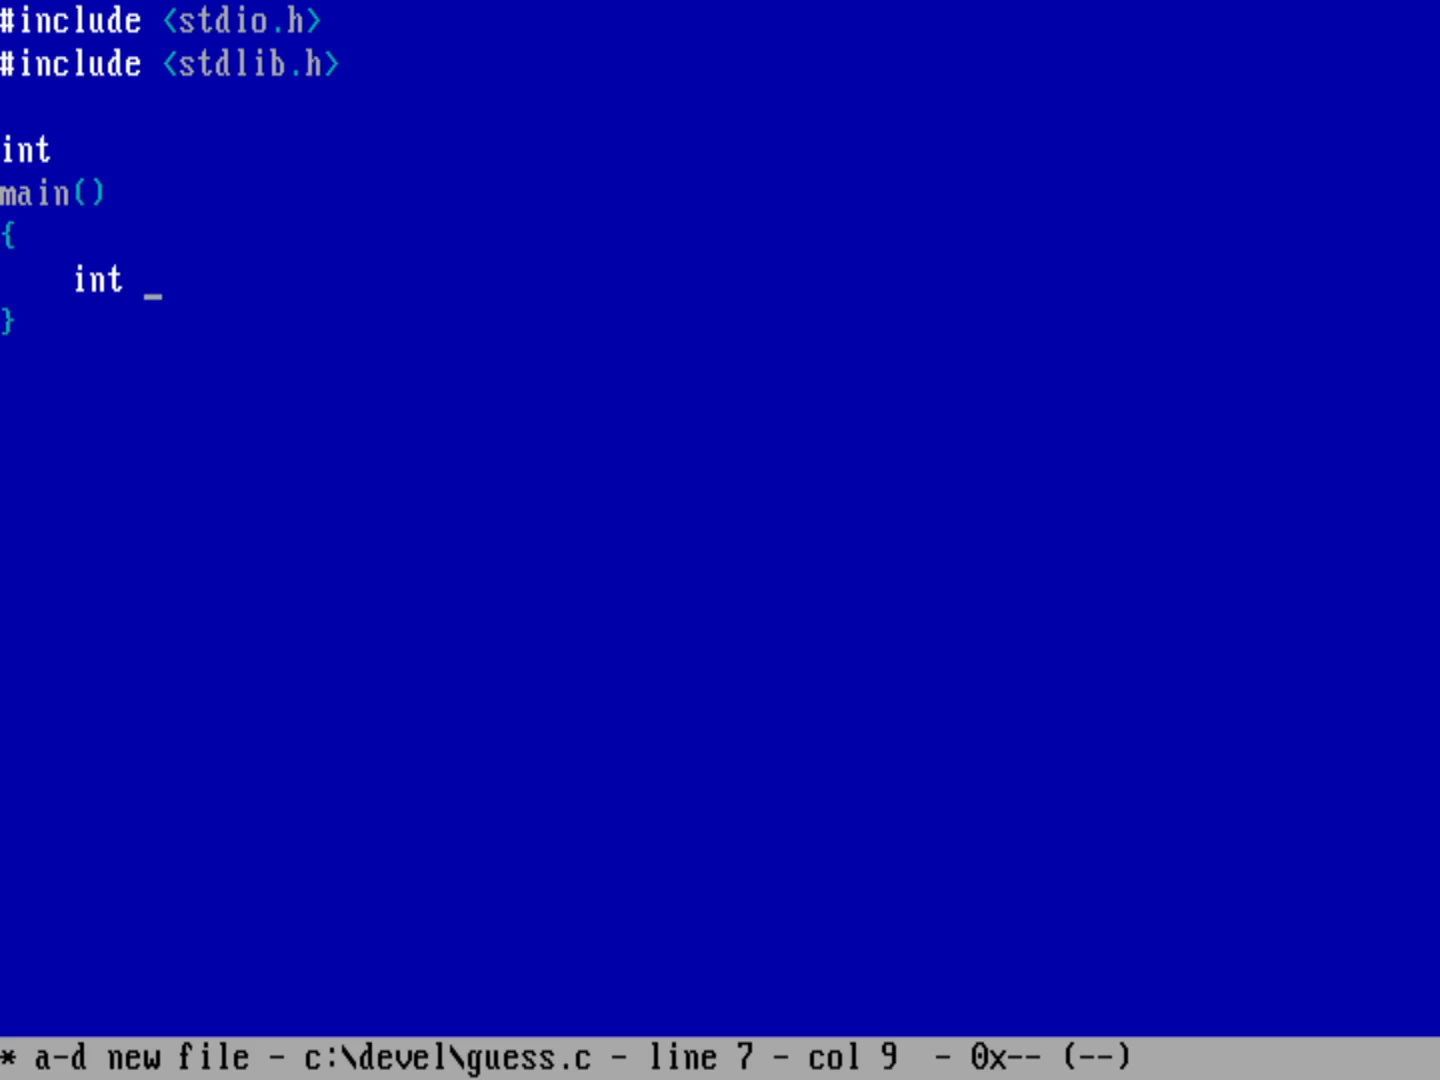 #include <stdio.h>
#include <stdlib.h>
int
main()
{
    int _
}
* a-d new file - c:\devel\guess.c - line 7 - col 9  - 0x-- (--)